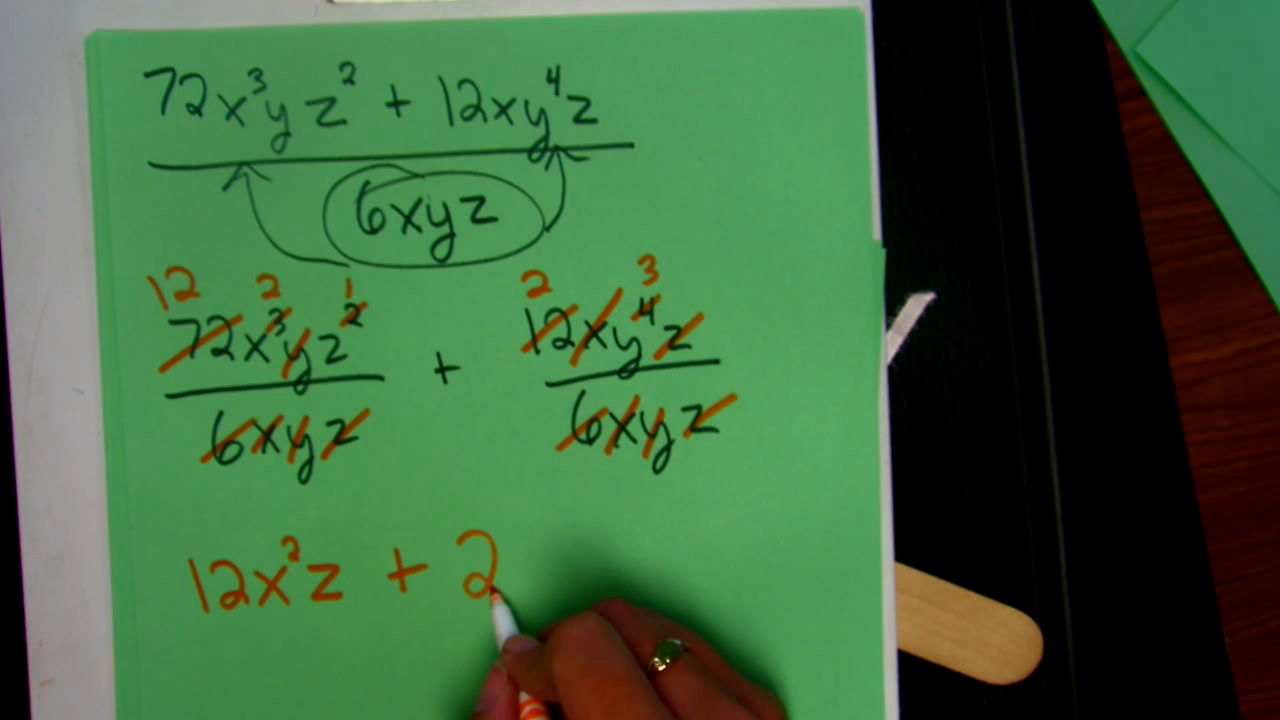 72x³yz² + 12xy⁴z
6xyz
12 2 1 2 3
72x³yz² + 12xy⁴z
6xyz 6xyz
12x²z + 2